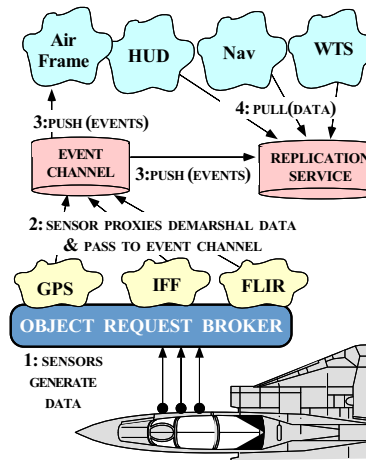 Air
Frame
HUD
Nav
WTS
4: PULL(DATA)
3:PUSH (EVENTS)
EVENT
CHANNEL
REPLICATION
SERVICE
3:PUSH (EVENTS)
2: SENSOR PROXIES DEMARSHAL DATA
& PASS TO EVENT CHANNEL
GPS
IFF
FLIR
OBJECT REQUEST BROKER
1: SENSORS
GENERATE
DATA